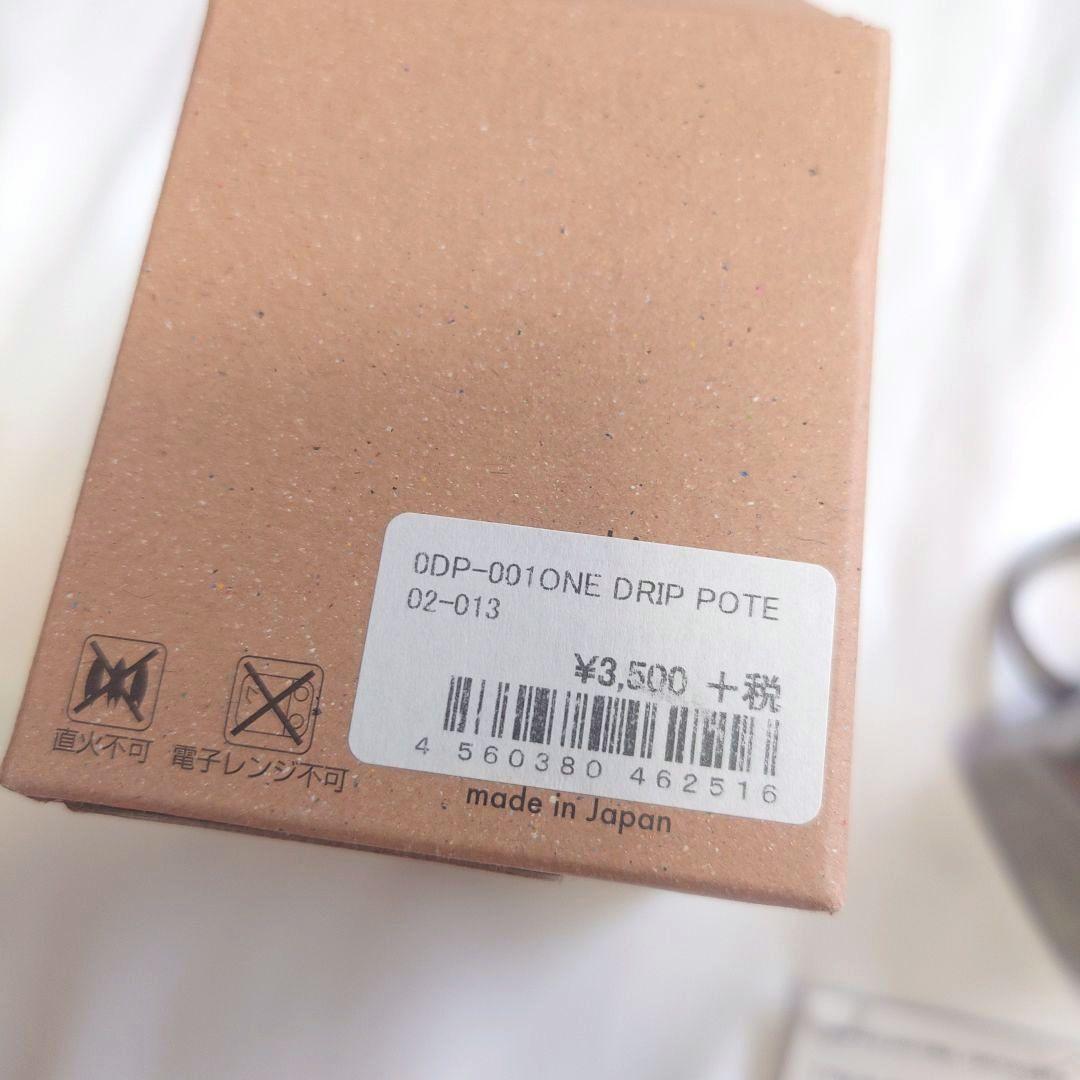 0DP-001ONE DRIP POTE
02-013
¥3,500 +税
4 560380 462516
直火不可 電子レンジ不可
made in Japan